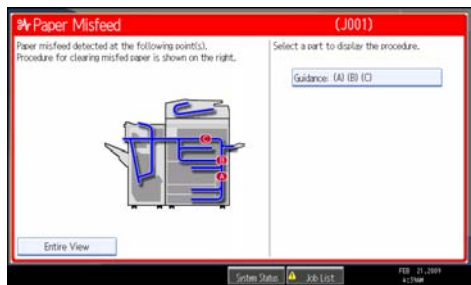 Paper Misfeed
(J001)
Paper misfeed detected at the following point(s).
Procedure for clearing misfed paper is shown on the right.
Select a part to display the procedure.
Guidance: (A) (B) (C)
C
B
A
Entire View
System Status
Job List
FEB 21,2009